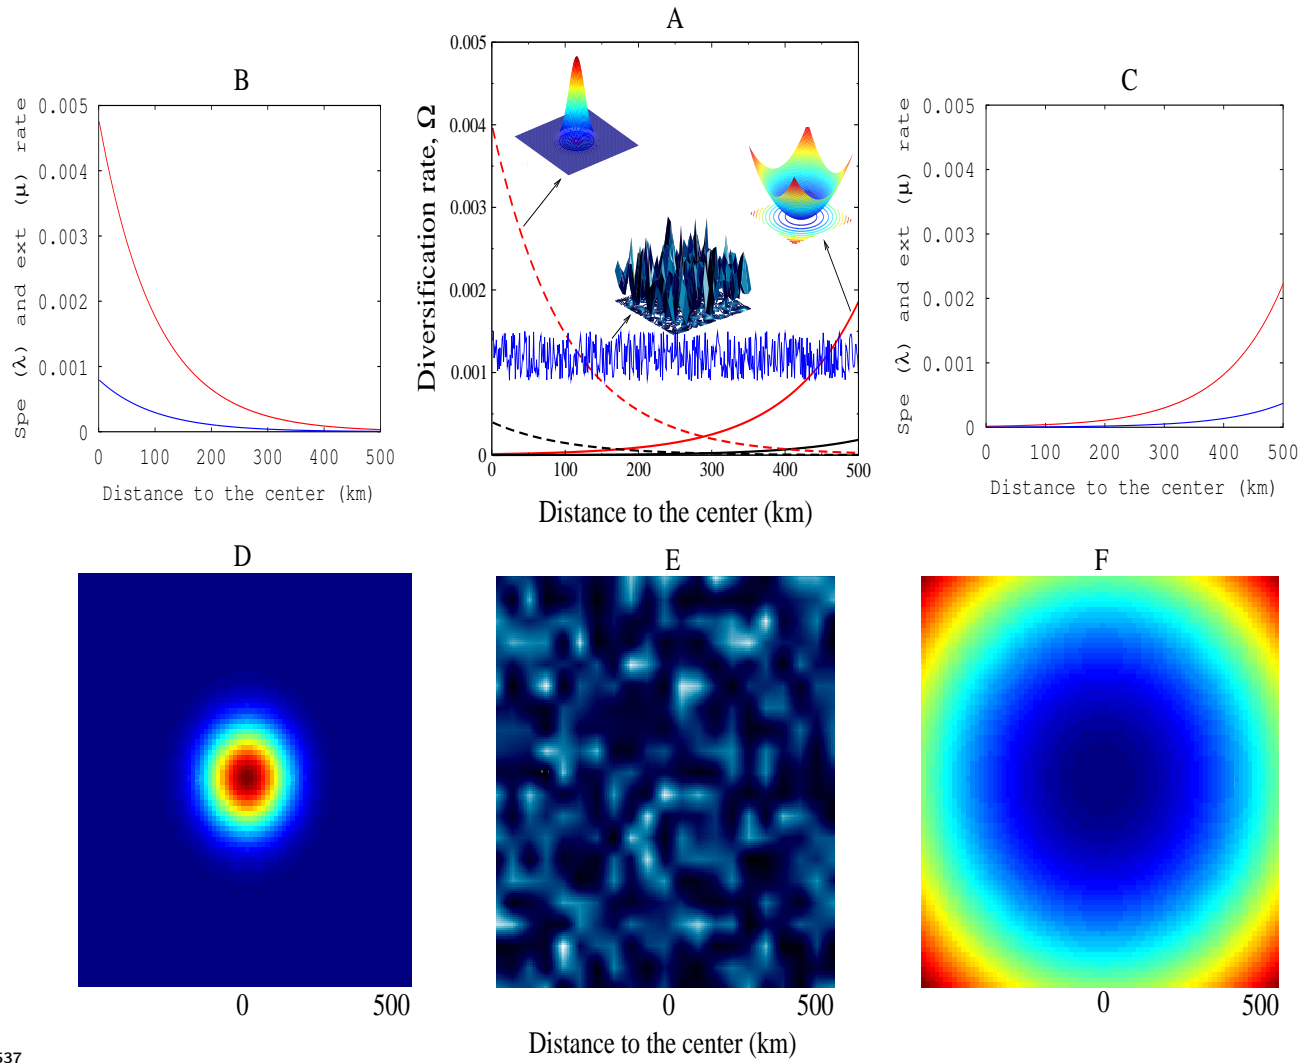 A
B
C
0.005
0.004
0.003
0.002
0.001
0
Diversification rate, Ω
0 100 200 300 400 500
Distance to the center (km)
0.005
0.004
0.003
0.002
0.001
0
Spe (λ) and ext (μ) rate
0 100 200 300 400 500
Distance to the center (km)
0.005
0.004
0.003
0.002
0.001
0
Spe (λ) and ext (μ) rate
0 100 200 300 400 500
Distance to the center (km)
D
E
F
0 500
0 500
0 500
Distance to the center (km)
537